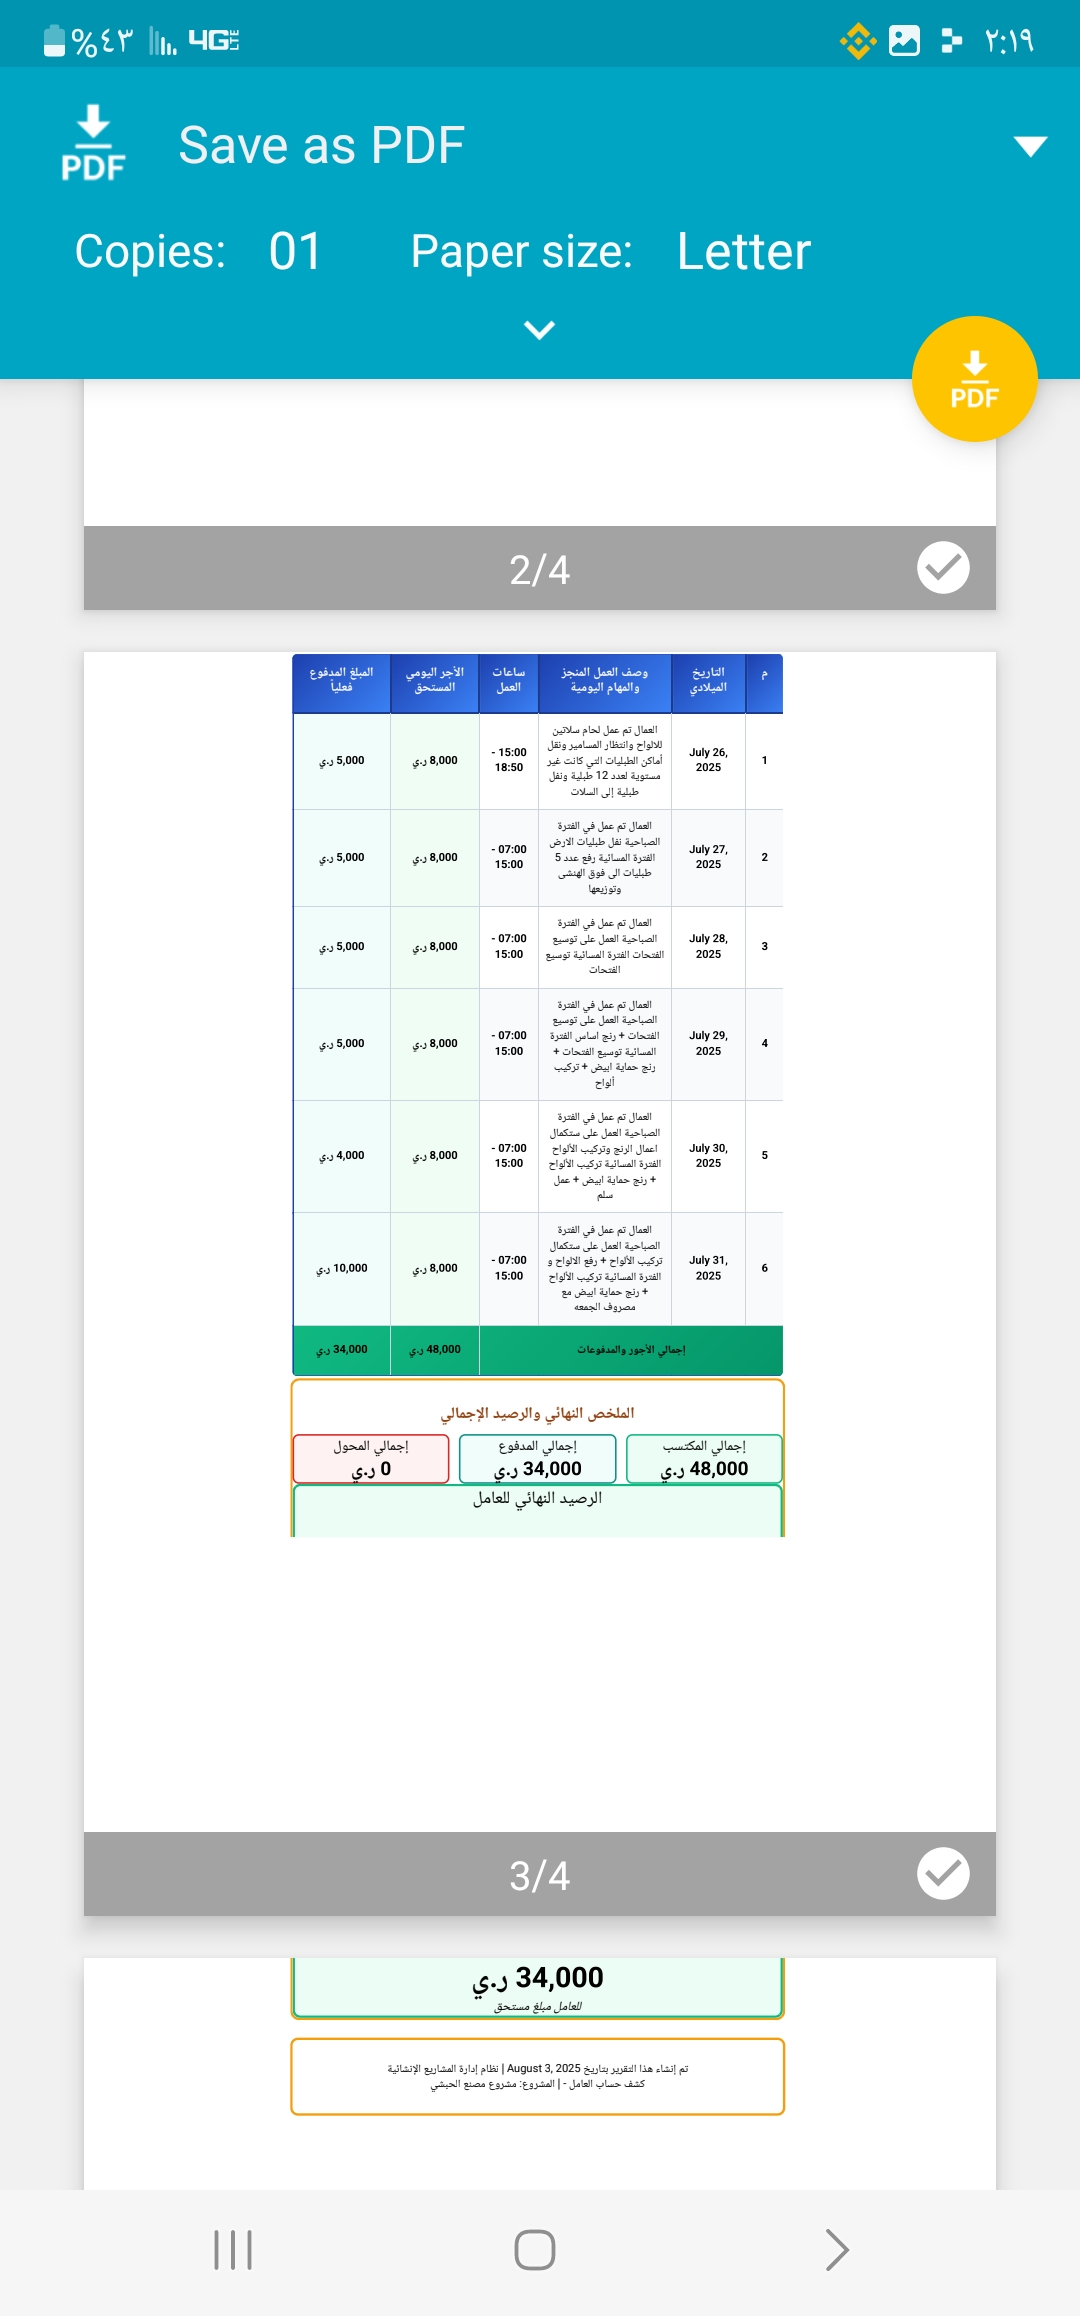 %٤٣ 4G LTE ٢:١٩
PDF Save as PDF
Copies: 01 Paper size: Letter
PDF
2/4
م
التاريخ
الميلادي
وصف العمل المنجز
والمهام اليومية
ساعات
العمل
الأجر اليومي
المستحق
المبلغ المدفوع
فعلياً
1
July 26,
2025
العمال تم عمل لحام سلاتين
للالواح وانتظار المسامير ونقل
أماكن الطبليات التي كانت غير
مستوية لعدد 12 طبلية ونقل
طبلية إلى السلات
15:00 -
18:50
8,000 ر.ي
5,000 ر.ي
2
July 27,
2025
العمال تم عمل في الفترة
الصباحية نقل طبليات الارض
الفترة المسائية رفع عدد 5
طبليات الى فوق الهنشى
وتوزيعها
07:00 -
15:00
8,000 ر.ي
5,000 ر.ي
3
July 28,
2025
العمال تم عمل في الفترة
الصباحية العمل على توسيع
الفتحات الفترة المسائية توسيع
الفتحات
07:00 -
15:00
8,000 ر.ي
5,000 ر.ي
4
July 29,
2025
العمال تم عمل في الفترة
الصباحية العمل على توسيع
الفتحات + رنج اساس الفترة
المسائية توسيع الفتحات +
رنج حماية ابيض + تركيب
ألواح
07:00 -
15:00
8,000 ر.ي
5,000 ر.ي
5
July 30,
2025
العمال تم عمل في الفترة
الصباحية العمل على ستكمال
اعمال الرنج وتركيب الألواح
الفترة المسائية تركيب الألواح
+ رنج حماية ابيض + عمل
سلم
07:00 -
15:00
8,000 ر.ي
4,000 ر.ي
6
July 31,
2025
العمال تم عمل في الفترة
الصباحية العمل على ستكمال
تركيب الألواح + رفع الالواح و
الفترة المسائية تركيب الألواح
+ رنج حماية ابيض مع
مصروف الجمعه
07:00 -
15:00
8,000 ر.ي
10,000 ر.ي
إجمالي الأجور والمدفوعات
48,000 ر.ي
34,000 ر.ي
الملخص النهائي والرصيد الإجمالي
إجمالي المكتسب
48,000 ر.ي
إجمالي المدفوع
34,000 ر.ي
إجمالي المحول
0 ر.ي
الرصيد النهائي للعامل
3/4
34,000 ر.ي
للعامل مبلغ مستحق
تم إنشاء هذا التقرير بتاريخ August 3, 2025 | نظام إدارة المشاريع الإنشائية
كشف حساب العامل - | المشروع: مشروع مصنع الحبشي